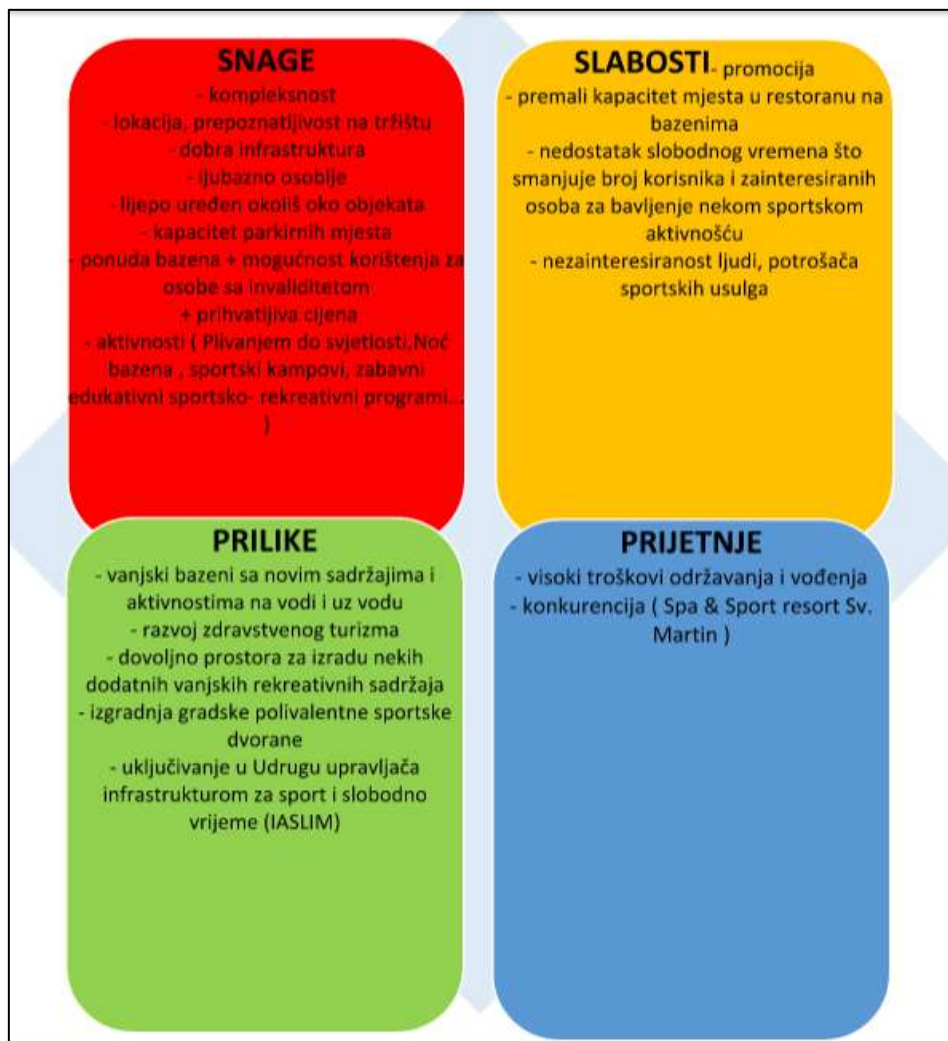 SNAGE
- kompleksnost
- lokacija, prepoznatljivost na tržištu
- dobra infrastruktura
- ljubazno osoblje
- lijepo uređen okoliš oko objekata
- kapacitet parkirnih mjesta
- ponuda bazena + mogućnost korištenja za
osobe sa invaliditetom
+ prihvatljiva cijena
- aktivnosti ( Plivanjem do svjetlosti,Noć
bazena , sportski kampovi, zabavni
edukativni sportsko- rekreativni programi...
)
SLABOSTI- promocija
- premali kapacitet mjesta u restoranu na
bazenima
- nedostatak slobodnog vremena što
smanjuje broj korisnika i zainteresiranih
osoba za bavljenje nekom sportskom
aktivnošću
- nezainteresiranost ljudi, potrošača
sportskih usulga
PRILIKE
- vanjski bazeni sa novim sadržajima i
aktivnostima na vodi i uz vodu
- razvoj zdravstvenog turizma
- dovoljno prostora za izradu nekih
dodatnih vanjskih rekreativnih sadržaja
- izgradnja gradske polivalentne sportske
dvorane
- uključivanje u Udrugu upravljača
infrastrukturom za sport i slobodno
vrijeme (IASLIM)
PRIJETNJE
- visoki troškovi održavanja i vođenja
- konkurencija ( Spa & Sport resort Sv.
Martin )